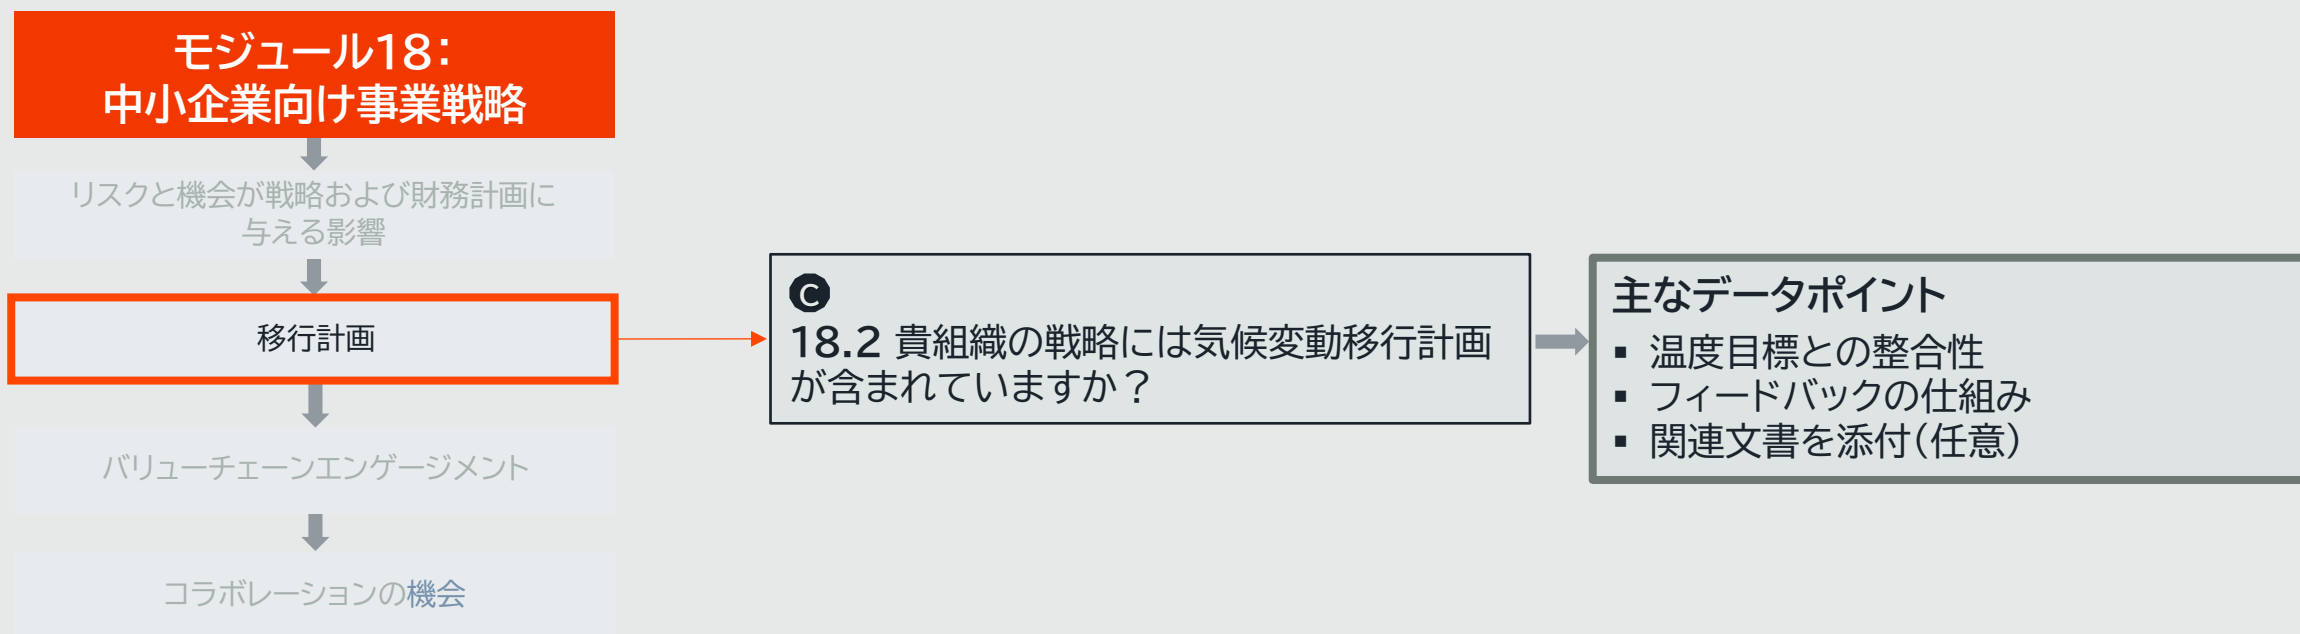 モジュール18：
中小企業向け事業戦略
リスクと機会が戦略および財務計画に
与える影響
移行計画
バリューチェーンエンゲージメント
コラボレーションの機会
C
18.2 貴組織の戦略には気候変動移行計画
が含まれていますか？
主なデータポイント
▪ 温度目標との整合性
▪ フィードバックの仕組み
▪ 関連文書を添付（任意）